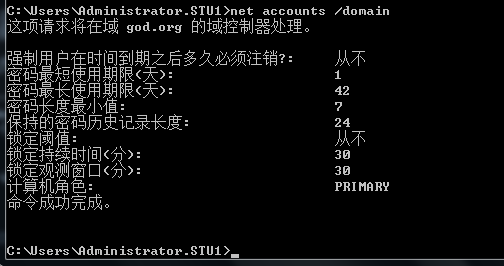 C:\Users\Administrator.STU1>net accounts /domain
这项请求将在域 god.org 的域控制器处理。
强制用户在时间到期之后多久必须注销?: 从不
密码最短使用期限(天): 1
密码最长使用期限(天): 42
密码长度最小值: 7
保持的密码历史记录长度: 24
锁定阈值: 从不
锁定持续时间(分): 30
锁定观测窗口(分): 30
计算机角色: PRIMARY
命令成功完成。
C:\Users\Administrator.STU1>_